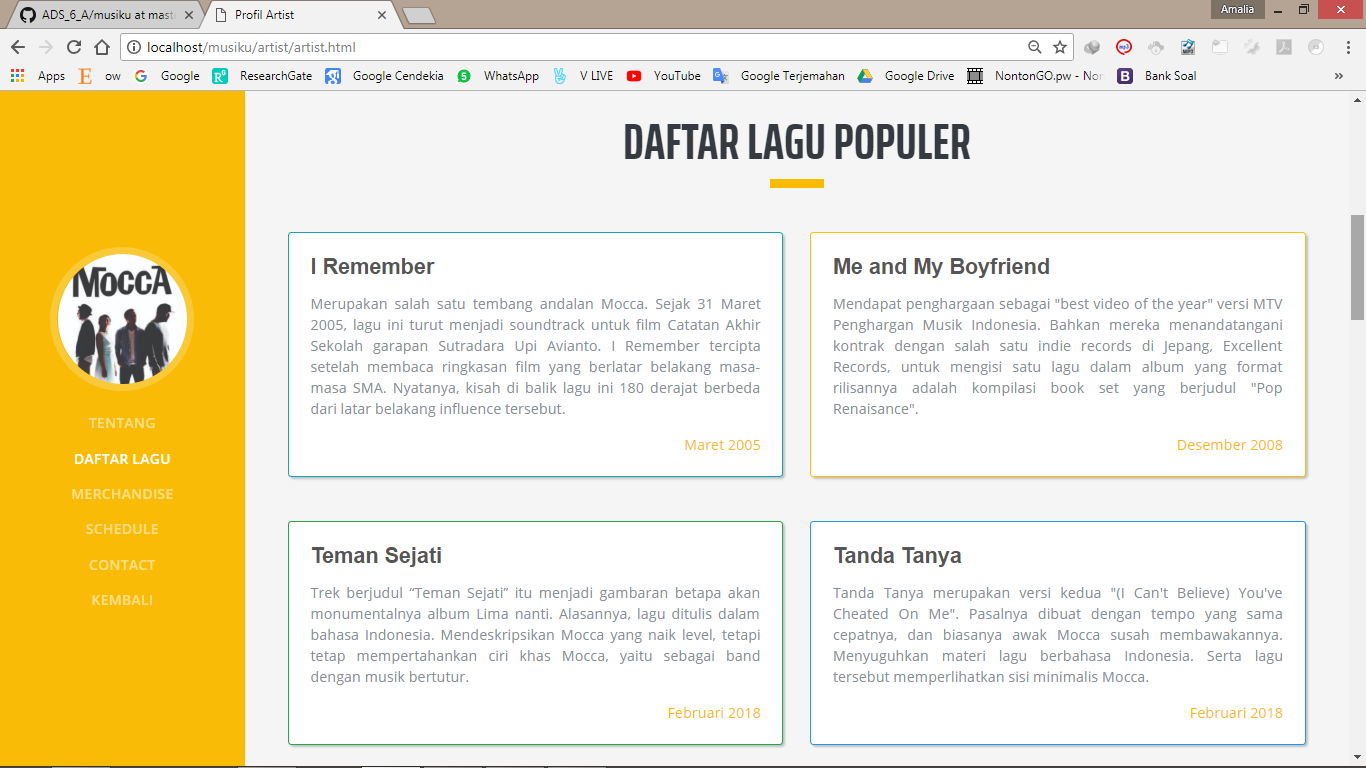 ADS_6_A/musiku at mast
Profil Artist
Amalia
localhost/musiku/artist/artist.html
Apps
ow
Google
ResearchGate
Google Cendekia
WhatsApp
V LIVE
YouTube
Google Terjemahan
Google Drive
NontonGO.pw - Non
Bank Soal
MOCCA
TENTANG
DAFTAR LAGU
MERCHANDISE
SCHEDULE
CONTACT
KEMBALI
DAFTAR LAGU POPULER
I Remember
Merupakan salah satu tembang andalan Mocca. Sejak 31 Maret
2005, lagu ini turut menjadi soundtrack untuk film Catatan Akhir
Sekolah garapan Sutradara Upi Avianto. I Remember tercipta
setelah membaca ringkasan film yang berlatar belakang masa-
masa SMA. Nyatanya, kisah di balik lagu ini 180 derajat berbeda
dari latar belakang influence tersebut.
Maret 2005
Me and My Boyfriend
Mendapat penghargaan sebagai "best video of the year" versi MTV
Penghargan Musik Indonesia. Bahkan mereka menandatangani
kontrak dengan salah satu indie records di Jepang, Excellent
Records, untuk mengisi satu lagu dalam album yang format
rilisannya adalah kompilasi book set yang berjudul "Pop
Renaisance".
Desember 2008
Teman Sejati
Trek berjudul “Teman Sejati” itu menjadi gambaran betapa akan
monumentalnya album Lima nanti. Alasannya, lagu ditulis dalam
bahasa Indonesia. Mendeskripsikan Mocca yang naik level, tetapi
tetap mempertahankan ciri khas Mocca, yaitu sebagai band
dengan musik bertutur.
Februari 2018
Tanda Tanya
Tanda Tanya merupakan versi kedua "(I Can't Believe) You've
Cheated On Me". Pasalnya dibuat dengan tempo yang sama
cepatnya, dan biasanya awak Mocca susah membawakannya.
Menyuguhkan materi lagu berbahasa Indonesia. Serta lagu
tersebut memperlihatkan sisi minimalis Mocca.
Februari 2018